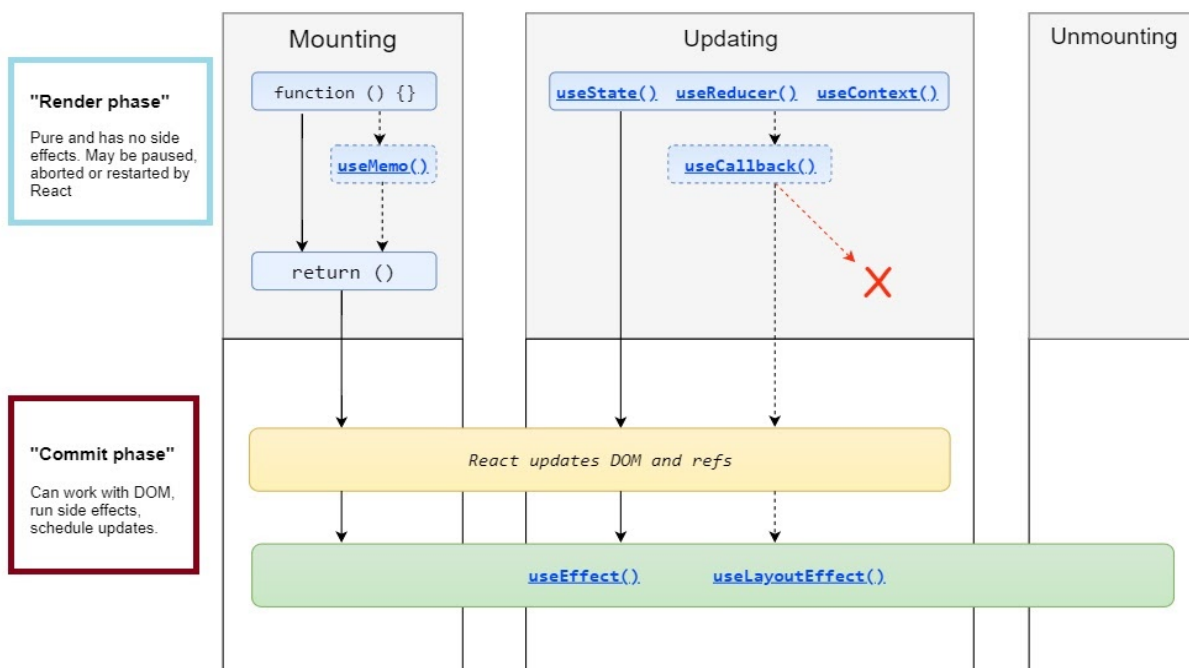 Mounting
Updating
Unmounting
"Render phase"
Pure and has no side
effects. May be paused,
aborted or restarted by
React
function () {}
useMemo()
return ()
useState() useReducer() useContext()
useCallback()
"Commit phase"
Can work with DOM,
run side effects,
schedule updates.
React updates DOM and refs
useEffect() useLayoutEffect()